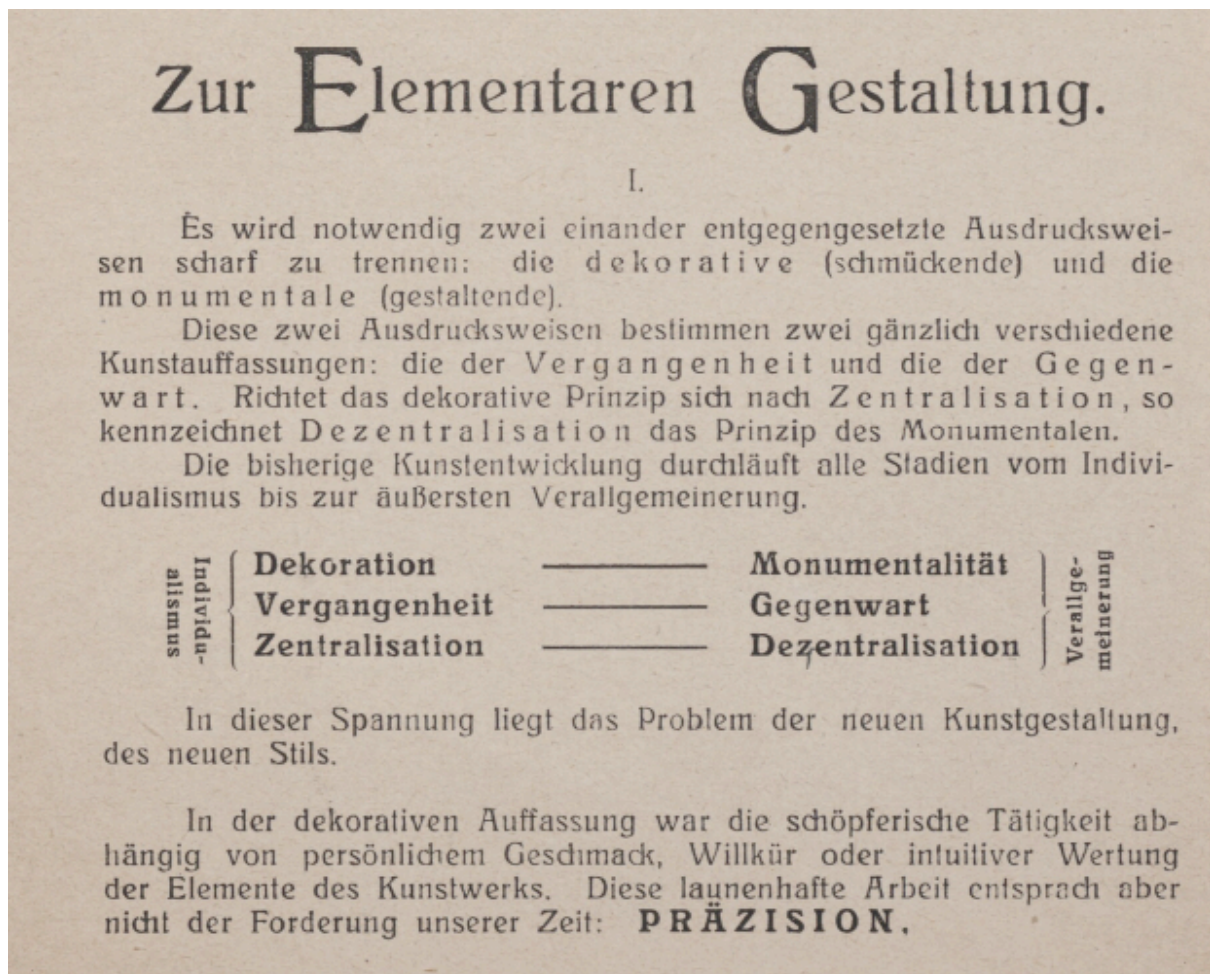 Zur Elementaren Gestaltung.
I.
Es wird notwendig zwei einander entgegengesetzte Ausdruckswei-
sen scharf zu trennen: die dekorative (schmückende) und die
monumentale (gestaltende).
Diese zwei Ausdrucksweisen bestimmen zwei gänzlich verschiedene
Kunstauffassungen: die der Vergangenheit und die der Gegen-
wart. Richtet das dekorative Prinzip sich nach Zentralisation, so
kennzeichnet Dezentralisation das Prinzip des Monumentalen.
Die bisherige Kunstentwicklung durchläuft alle Stadien vom Indivi-
dualismus bis zur äußersten Verallgemeinerung.
Individu-
alismus
Dekoration ——— Monumentalität
Vergangenheit ——— Gegenwart
Zentralisation ——— Dezentralisation
Verallge-
meinerung
In dieser Spannung liegt das Problem der neuen Kunstgestaltung,
des neuen Stils.
In der dekorativen Auffassung war die schöpferische Tätigkeit ab-
hängig von persönlichem Geschmack, Willkür oder intuitiver Wertung
der Elemente des Kunstwerks. Diese launenhafte Arbeit entsprach aber
nicht der Forderung unserer Zeit: PRÄZISION.